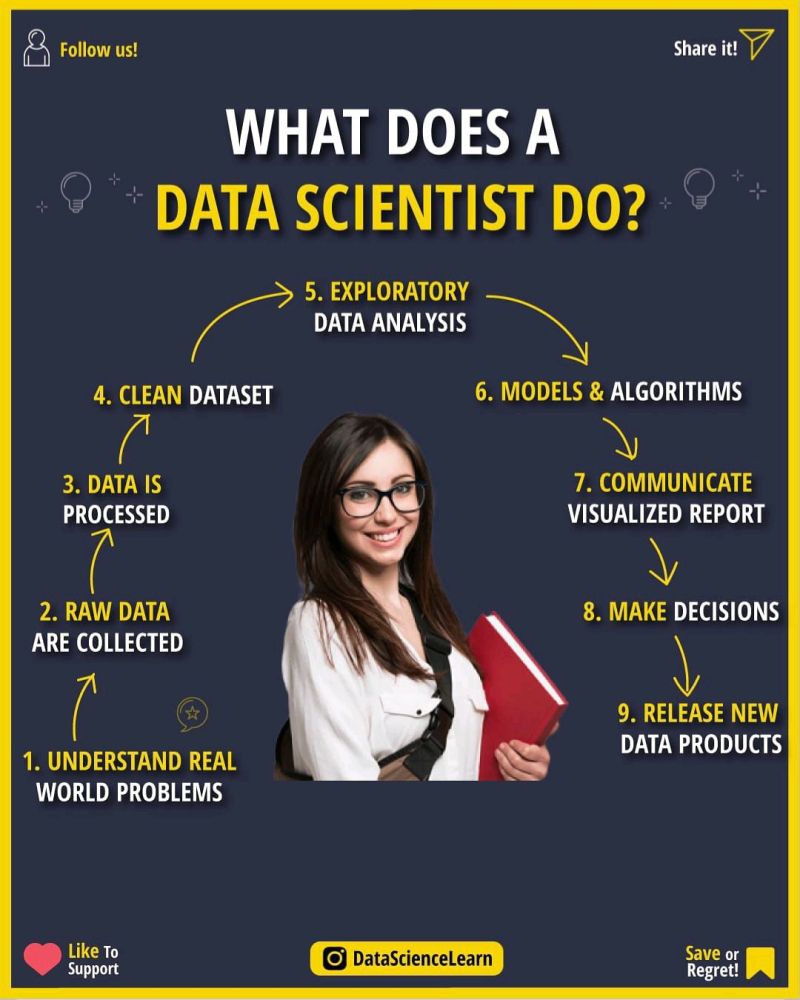 Follow us!
Share it!
WHAT DOES A
DATA SCIENTIST DO?
1. UNDERSTAND REAL
WORLD PROBLEMS
2. RAW DATA
ARE COLLECTED
3. DATA IS
PROCESSED
4. CLEAN DATASET
5. EXPLORATORY
DATA ANALYSIS
6. MODELS & ALGORITHMS
7. COMMUNICATE
VISUALIZED REPORT
8. MAKE DECISIONS
9. RELEASE NEW
DATA PRODUCTS
Like To
Support
DataScienceLearn
Save or
Regret!